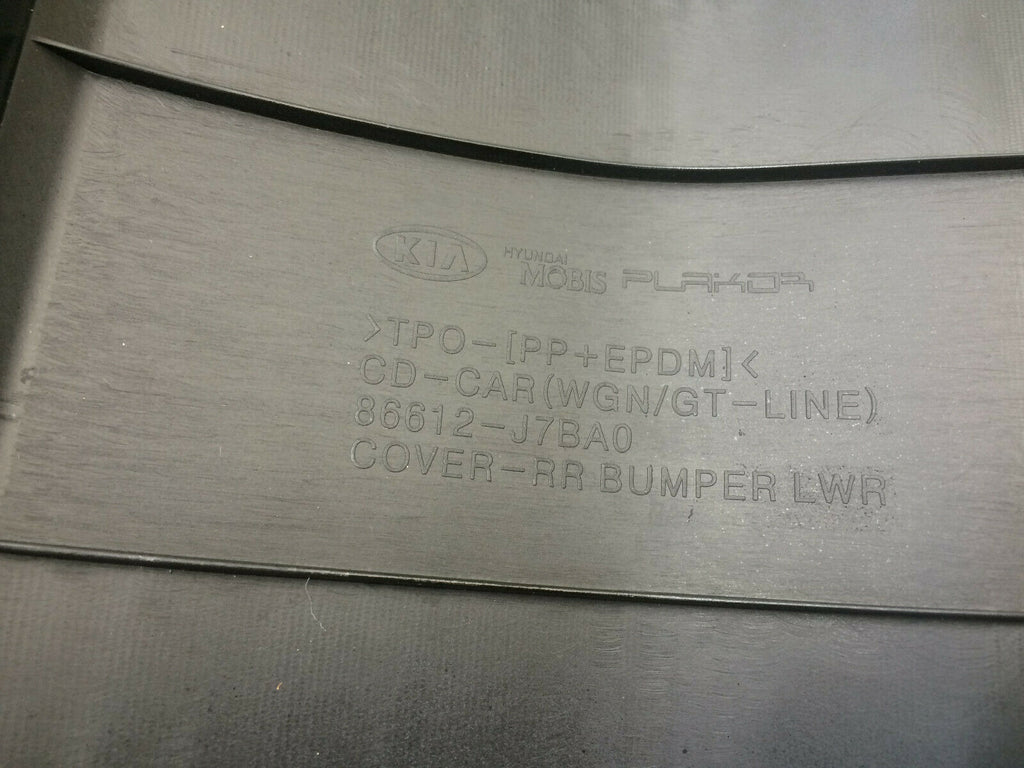 KIA HYUNDAI MOBIS PLAKOR
>TPO-[PP+EPDM]<
CD-CAR(WGN/GT-LINE)
86612-J7BA0
COVER-RR BUMPER LWR